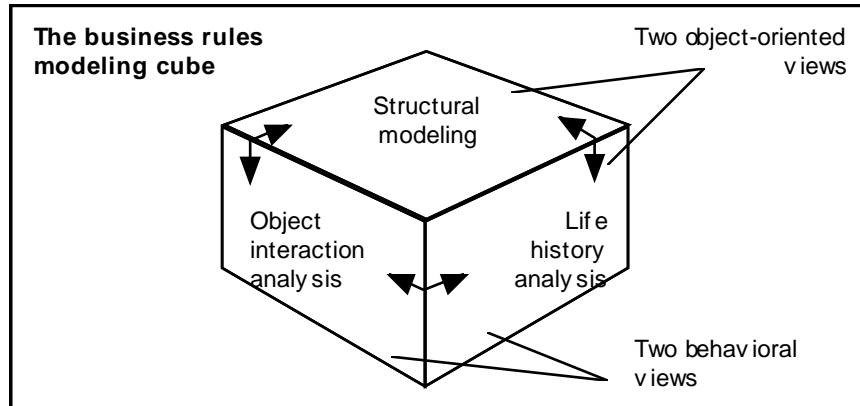 The business rules
modeling cube
Two object-oriented
views
Structural
modeling
Object
interaction
analysis
Life
history
analysis
Two behavioral
views